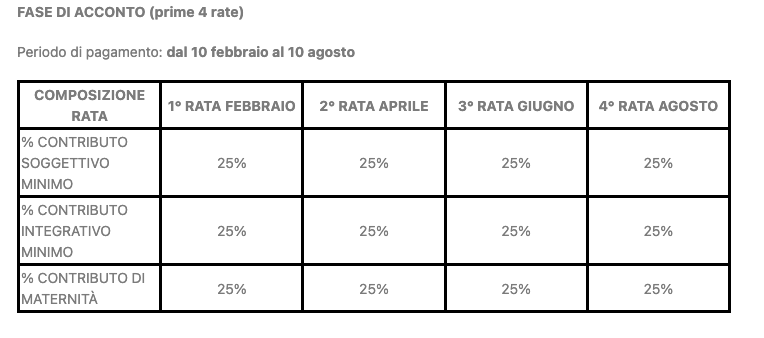 FASE DI ACCONTO (prime 4 rate)
Periodo di pagamento: dal 10 febbraio al 10 agosto
COMPOSIZIONE
RATA
1° RATA FEBBRAIO
2° RATA APRILE
3° RATA GIUGNO
4° RATA AGOSTO
% CONTRIBUTO
SOGGETTIVO
MINIMO
25%
25%
25%
25%
% CONTRIBUTO
INTEGRATIVO
MINIMO
25%
25%
25%
25%
% CONTRIBUTO DI
MATERNITÀ
25%
25%
25%
25%